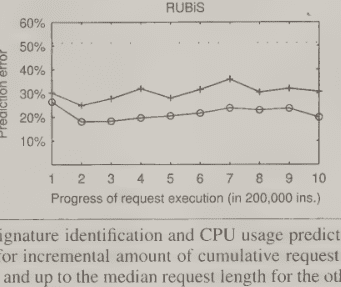 RUBiS
60%
50%
40%
30%
20%
10%
Prediction error
1 2 3 4 5 6 7 8 9 10
Progress of request execution (in 200,000 ins.)
ignature identification and CPU usage predict
for incremental amount of cumulative request
and up to the median request length for the oth